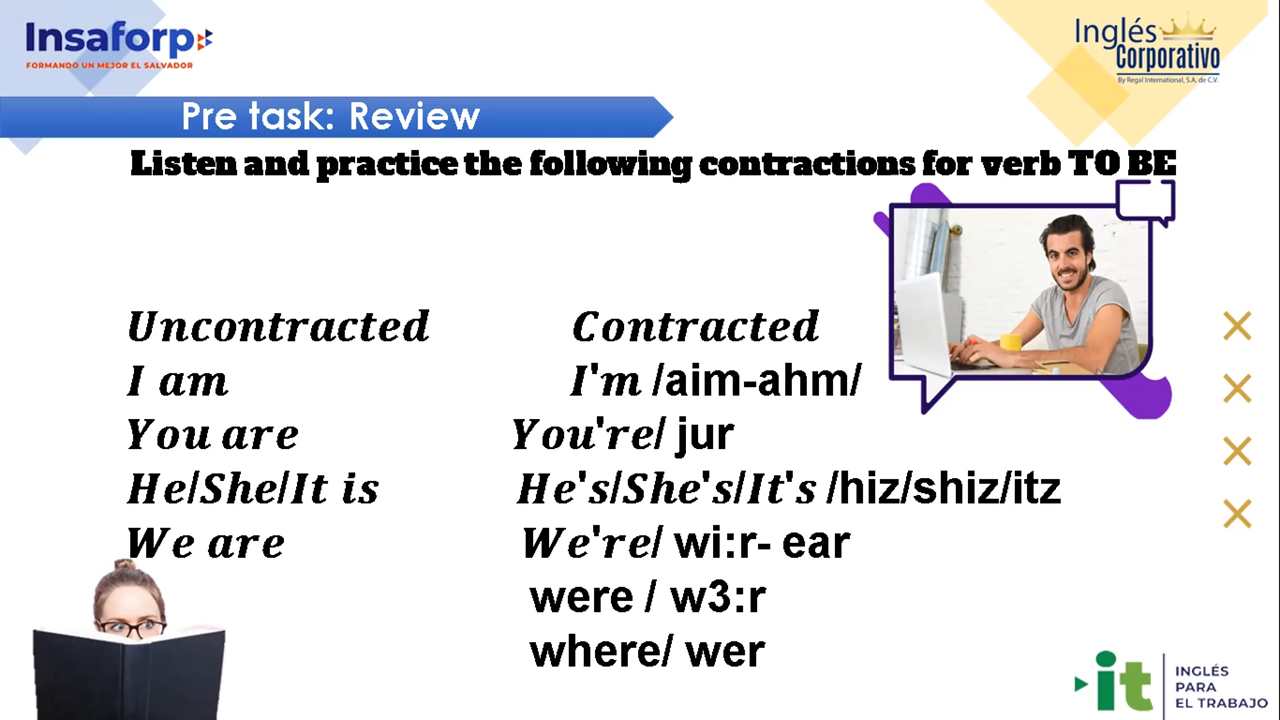 Insaforp
FORMANDO UN MEJOR EL SALVADOR
Inglés
Corporativo
By Regal International, S.A. de C.V.
Pre task: Review
Listen and practice the following contractions for verb TO BE
Uncontracted Contracted
I am I'm /aim-ahm/
You are You're/ jur
He/She/It is He's/She's/It's /hiz/shiz/itz
We are We're/ wi:r- ear
were / w3:r
where/ wer
it
INGLÉS
PARA
EL TRABAJO